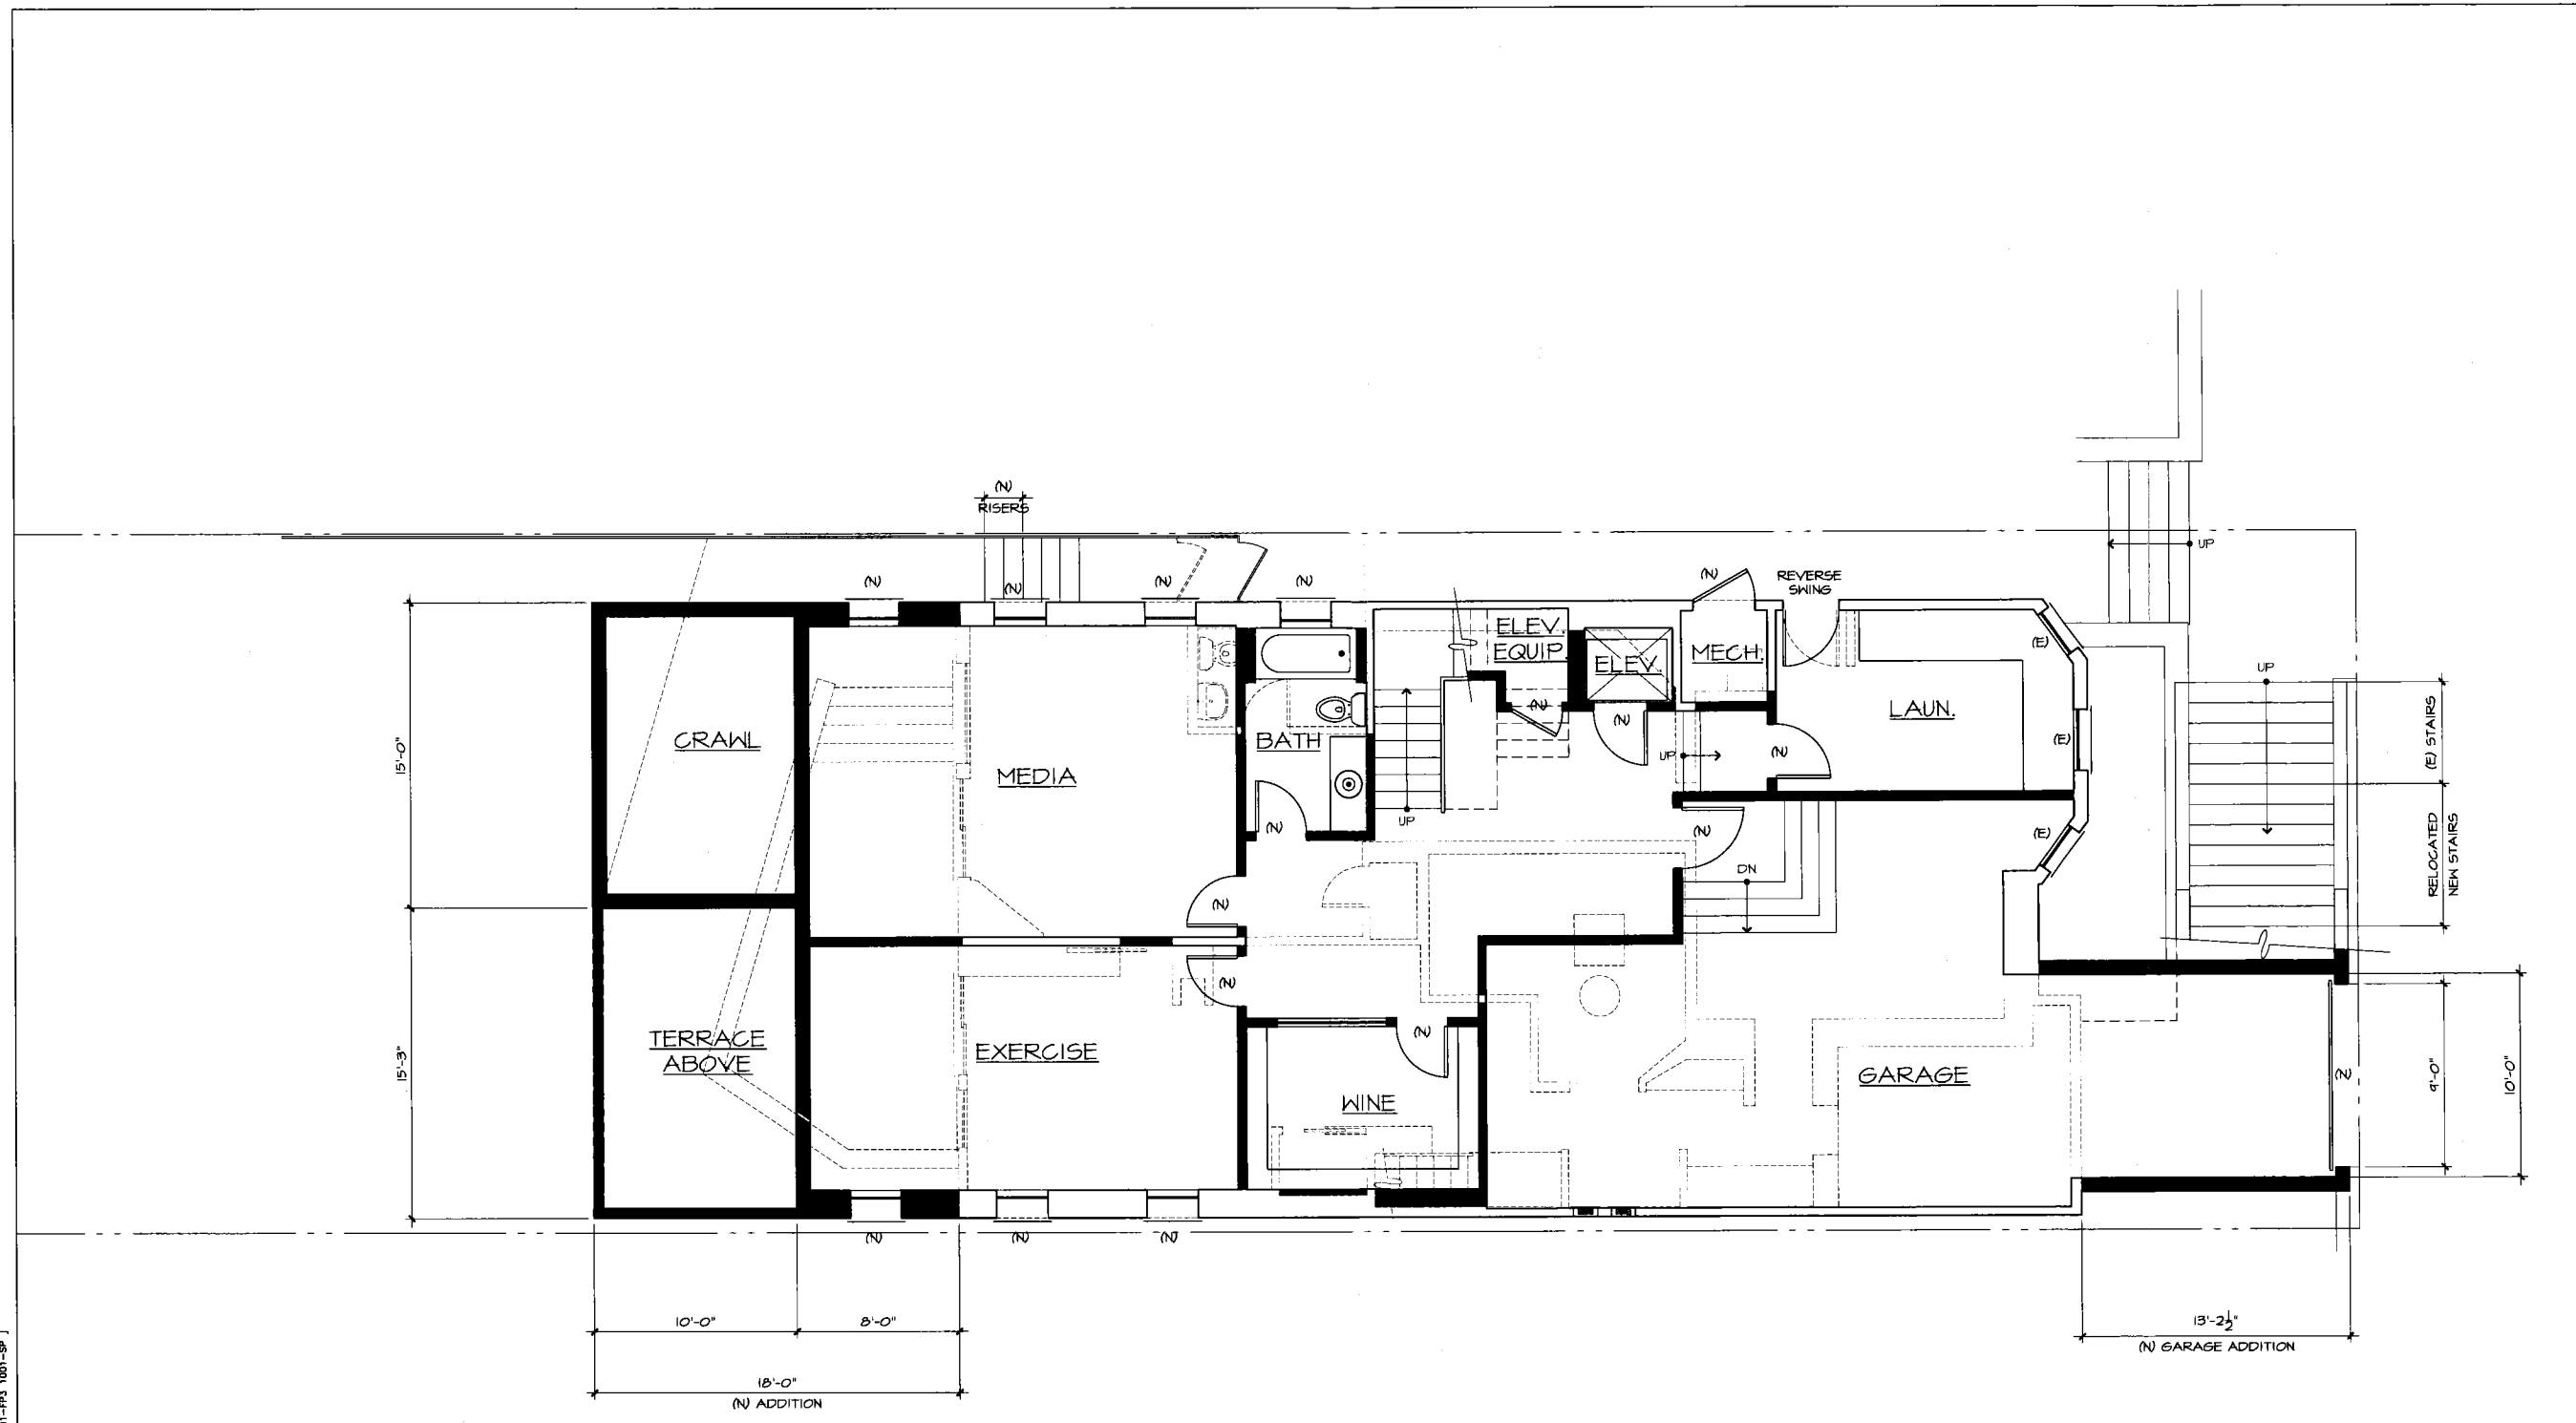 (N)
RISERS
UP
(N)
(N)
(N)
(N)
(N)
REVERSE
SWING
ELEV.
EQUIP.
ELEV.
MECH.
(E)
UP
(N)
(N)
LAUN.
CRAWL
BATH
MEDIA
UP
(N)
(E)
(E) STAIRS
15'-0"
UP
(N)
(N)
(E)
DN
RELOCATED
NEW STAIRS
(N)
(N)
(N)
TERRACE
ABOVE
EXERCISE
WINE
GARAGE
(N)
9'-0"
10'-0"
15'-3"
(N)
(N)
(N)
10'-0"
8'-0"
13'-2½"
(N) GARAGE ADDITION
18'-0"
(N) ADDITION